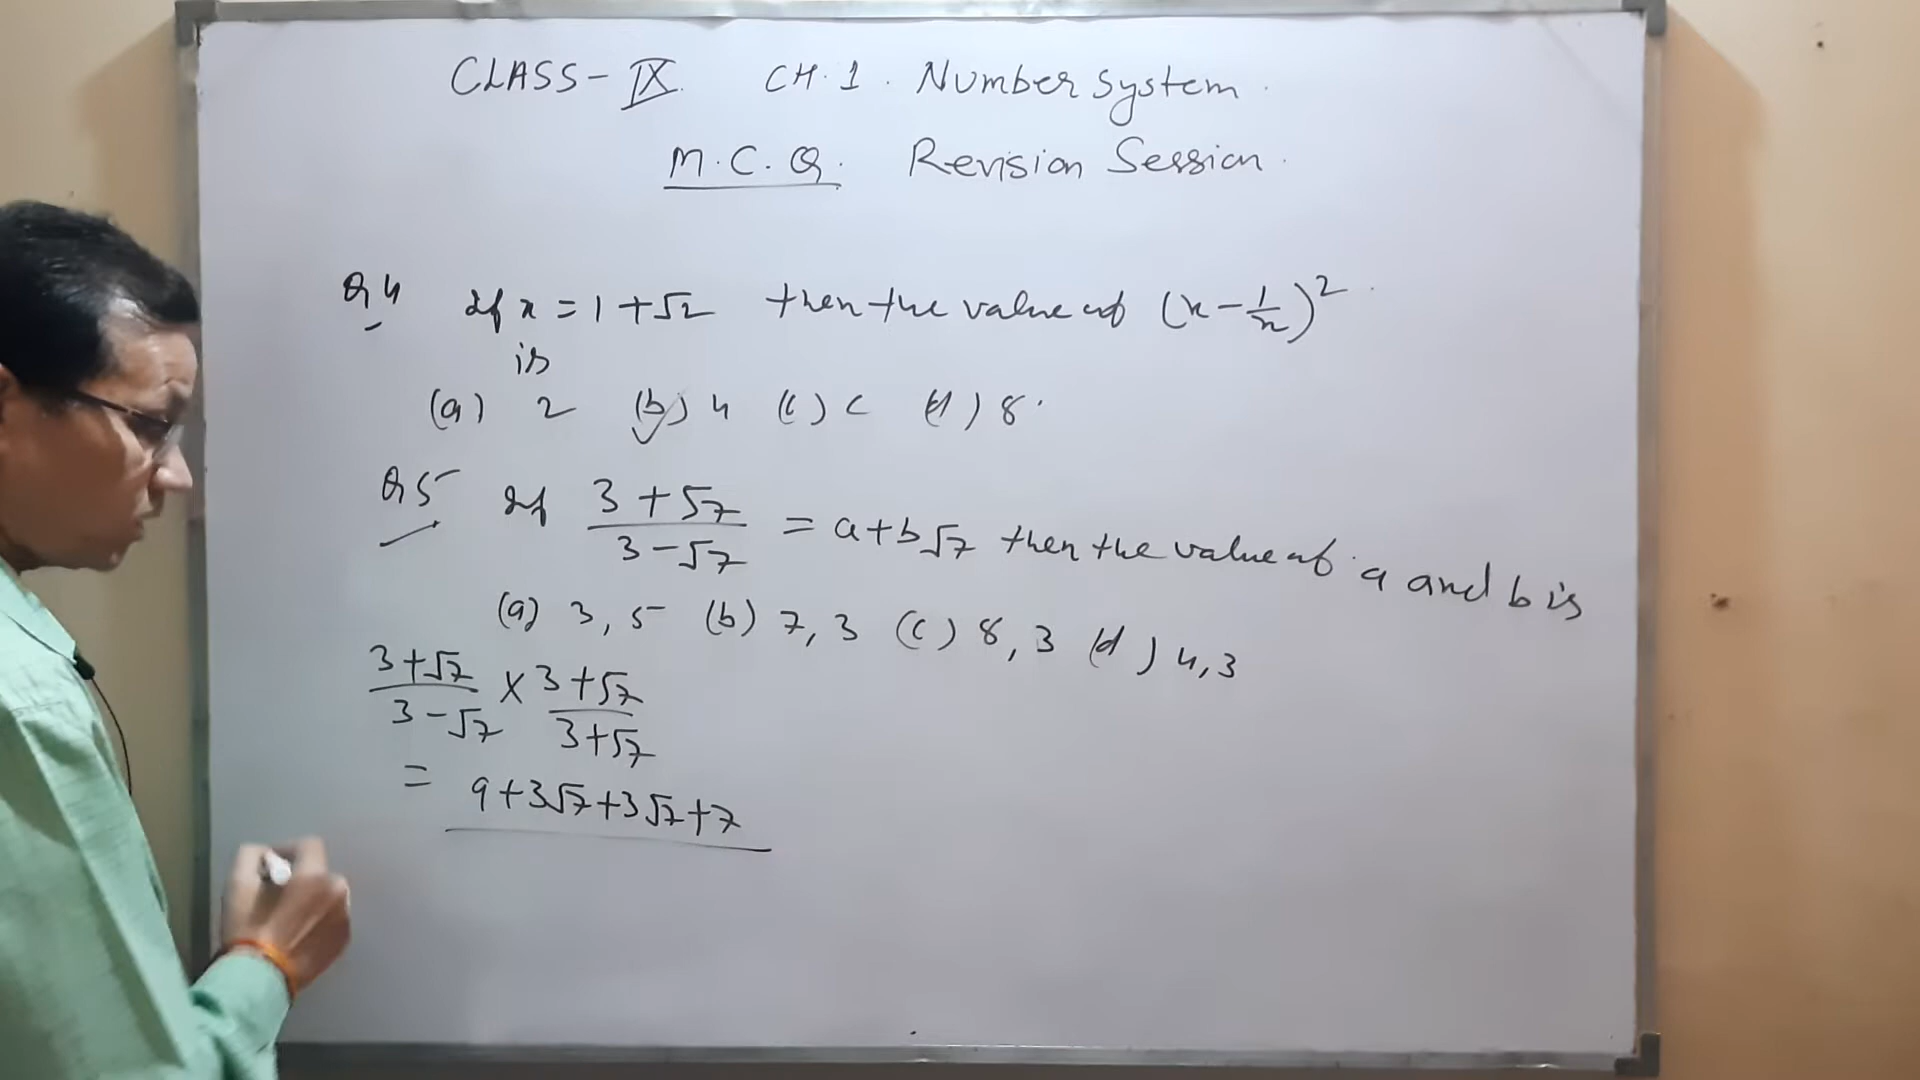 CLASS-IX. CH.1. Number System.
M.C.Q. Revision Session.
Q4 If x = 1 + √2 then the value of (x - 1/x)²
is
(a) 2 (b) 4 (c) c (d) 8.
Q5 If (3 + √7)/(3 - √7) = a + b√7 then the value of a and b is
(a) 3, 5 (b) 7, 3 (c) 8, 3 (d) 4, 3
(3+√7)/(3-√7) × (3+√7)/(3+√7)
= 9+3√7+3√7+7